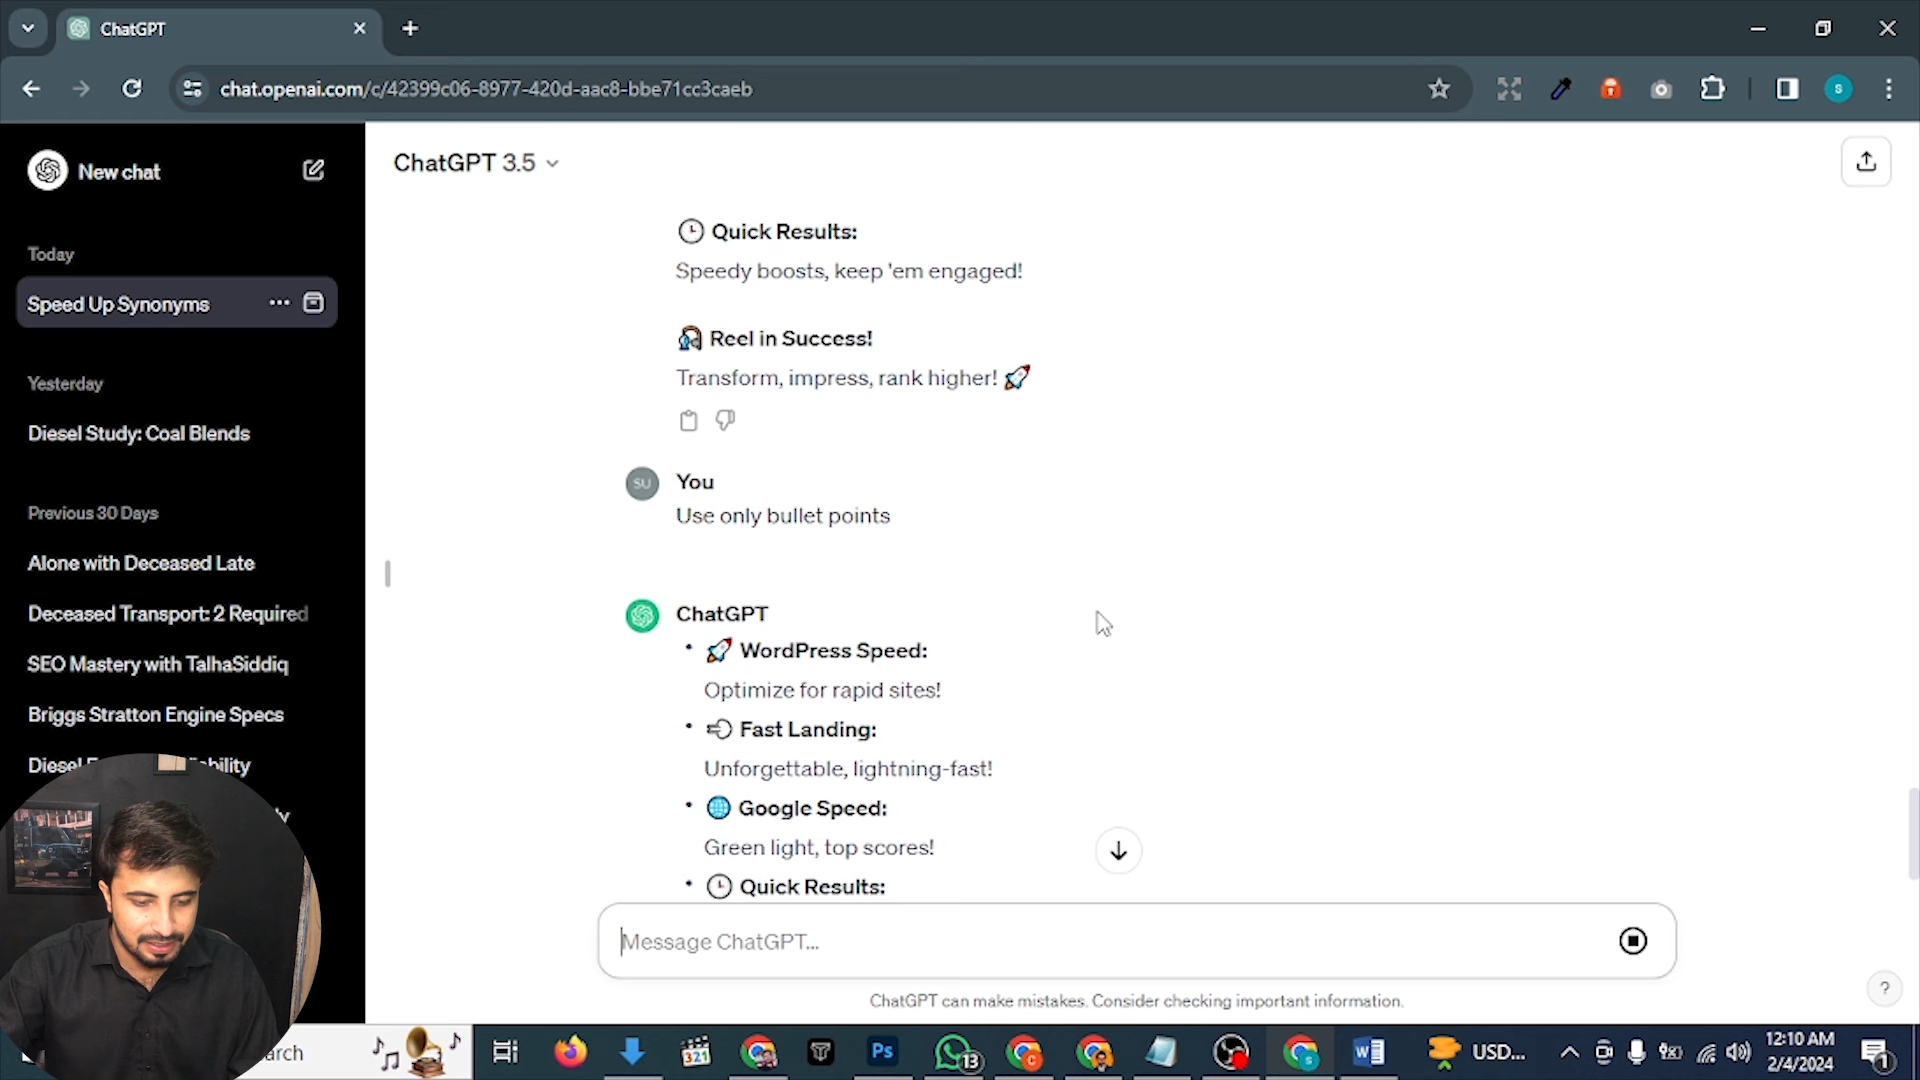 ChatGPT
chat.openai.com/c/42399c06-8977-420d-aac8-bbe71cc3caeb
S
New chat
Today
Speed Up Synonyms
Yesterday
Diesel Study: Coal Blends
Previous 30 Days
Alone with Deceased Late
Deceased Transport: 2 Required
SEO Mastery with TalhaSiddiq
Briggs Stratton Engine Specs
ChatGPT 3.5
Quick Results:
Speedy boosts, keep 'em engaged!
Reel in Success!
Transform, impress, rank higher! 🚀
SU
You
Use only bullet points
ChatGPT
• 🚀 WordPress Speed:
Optimize for rapid sites!
• 💨 Fast Landing:
Unforgettable, lightning-fast!
• 🌐 Google Speed:
Green light, top scores!
• 🕒 Quick Results:
Message ChatGPT...
ChatGPT can make mistakes. Consider checking important information.
?
321
Ps
13
USD...
12:10 AM
2/4/2024
1